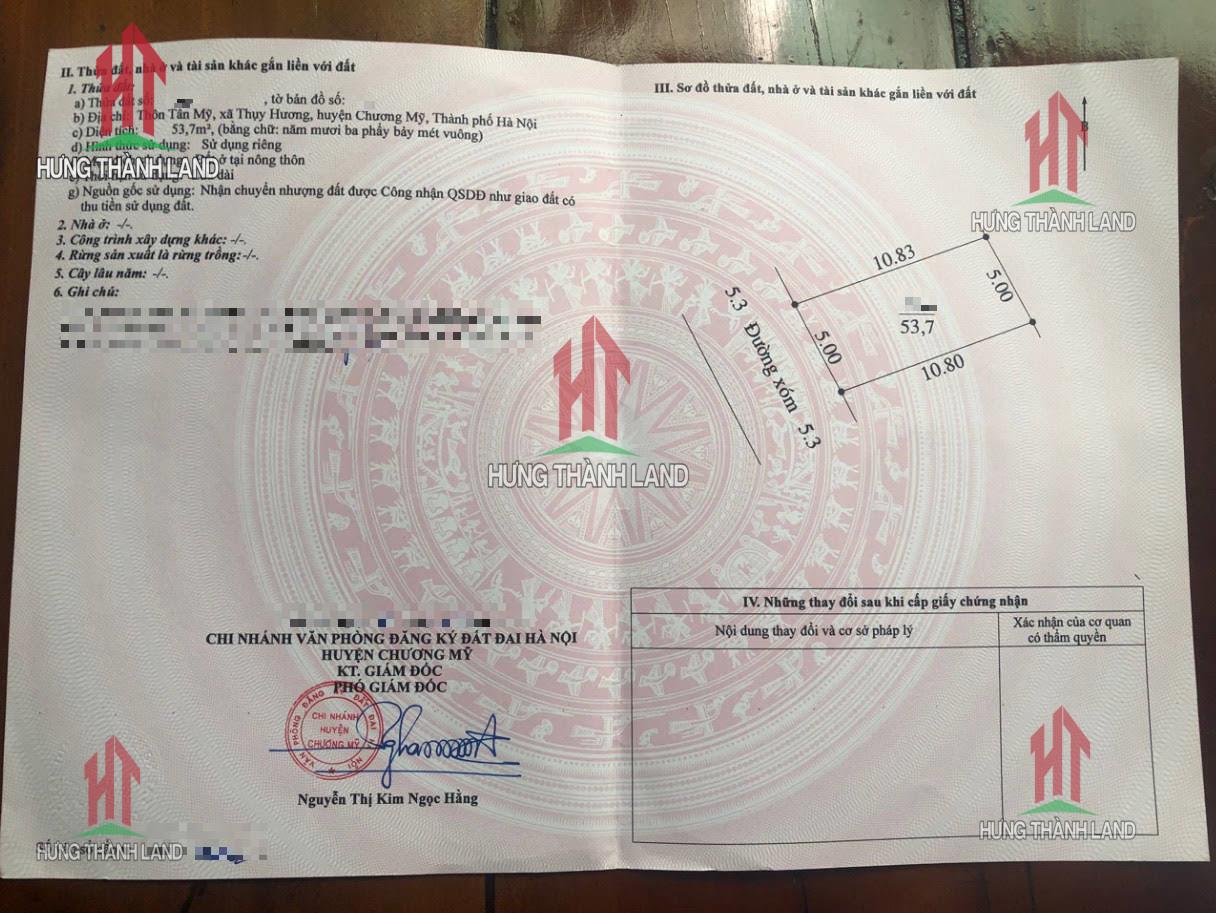 II. Thửa đất, nhà ở và tài sản khác gắn liền với đất
1. Thửa đất:
a) Thửa đất số: , tờ bản đồ số:
b) Địa chỉ: Thôn Tân Mỹ, xã Thụy Hương, huyện Chương Mỹ, Thành phố Hà Nội
c) Diện tích: 53,7m², (bằng chữ: năm mươi ba phẩy bảy mét vuông)
d) Hình thức sử dụng: Sử dụng riêng
ở tại nông thôn
dài
g) Nguồn gốc sử dụng: Nhận chuyển nhượng đất được Công nhận QSDĐ như giao đất có
thu tiền sử dụng đất.
2. Nhà ở: -/-.
3. Công trình xây dựng khác: -/-.
4. Rừng sản xuất là rừng trồng:-/-.
5. Cây lâu năm: -/-.
6. Ghi chú:
CHI NHÁNH VĂN PHÒNG ĐĂNG KÝ ĐẤT ĐAI HÀ NỘI
HUYỆN CHƯƠNG MỸ
KT. GIÁM ĐỐC
PHÓ GIÁM ĐỐC
VĂN PHÒNG ĐĂNG KÝ ĐẤT ĐAI HÀ NỘI
CHI NHÁNH
HUYỆN
CHƯƠNG MỸ
Nguyễn Thị Kim Ngọc Hằng
III. Sơ đồ thửa đất, nhà ở và tài sản khác gắn liền với đất
B
10.83
5.00
53,7
5.00
10.80
5.3 Đường xóm 5.3
IV. Những thay đổi sau khi cấp giấy chứng nhận
Nội dung thay đổi và cơ sở pháp lý
Xác nhận của cơ quan
có thẩm quyền
HƯNG THÀNH LAND
HƯNG THÀNH LAND
HƯNG THÀNH LAND
HƯNG THÀNH LAND
HƯNG THÀNH LAND